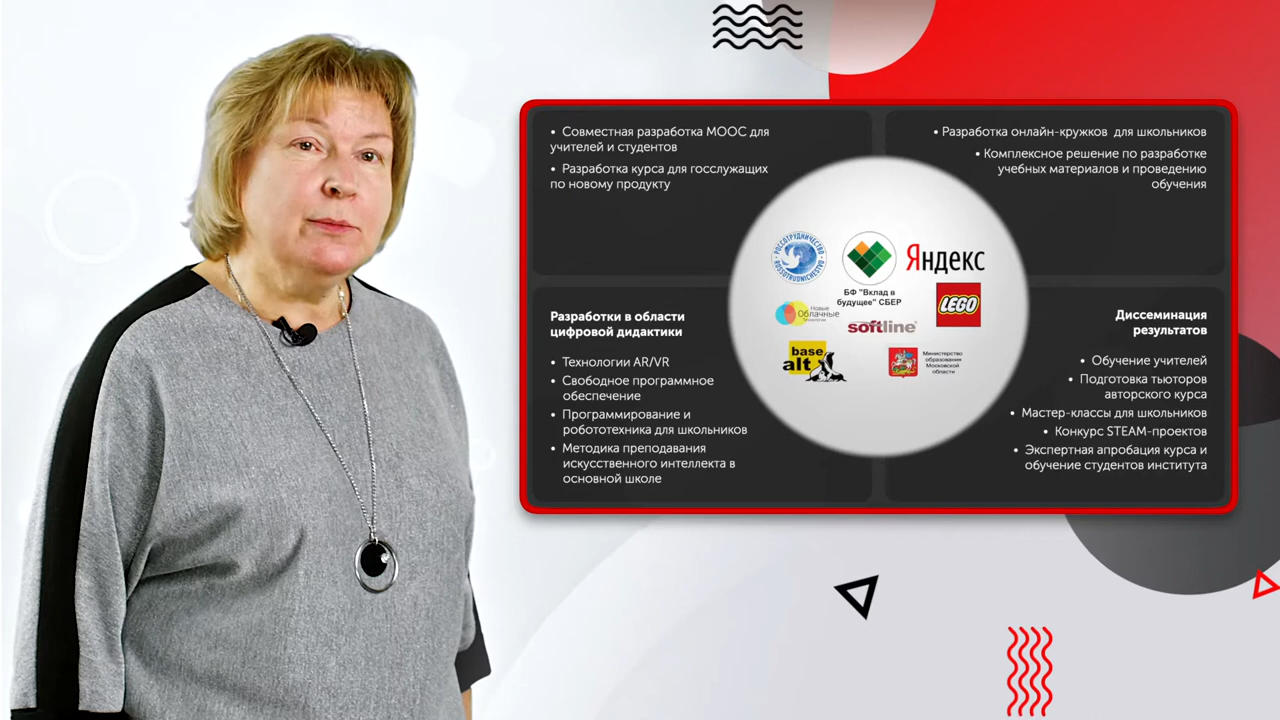 • Совместная разработка МООС для
учителей и студентов
• Разработка курса для госслужащих
по новому продукту
• Разработка онлайн-кружков для школьников
• Комплексное решение по разработке
учебных материалов и проведению
обучения
РОССОТРУДНИЧЕСТВО
ROSSOTRUDNICHESTVO
БФ "Вклад в
будущее" СБЕР
Яндекс
Новые
Облачные
Технологии
softline
LEGO
base
alt
Министерство
образования
Московской
области
Разработки в области
цифровой дидактики
• Технологии AR/VR
• Свободное программное
обеспечение
• Программирование и
робототехника для школьников
• Методика преподавания
искусственного интеллекта в
основной школе
Диссеминация
результатов
• Обучение учителей
• Подготовка тьюторов
авторского курса
• Мастер-классы для школьников
• Конкурс STEAM-проектов
• Экспертная апробация курса и
обучение студентов института